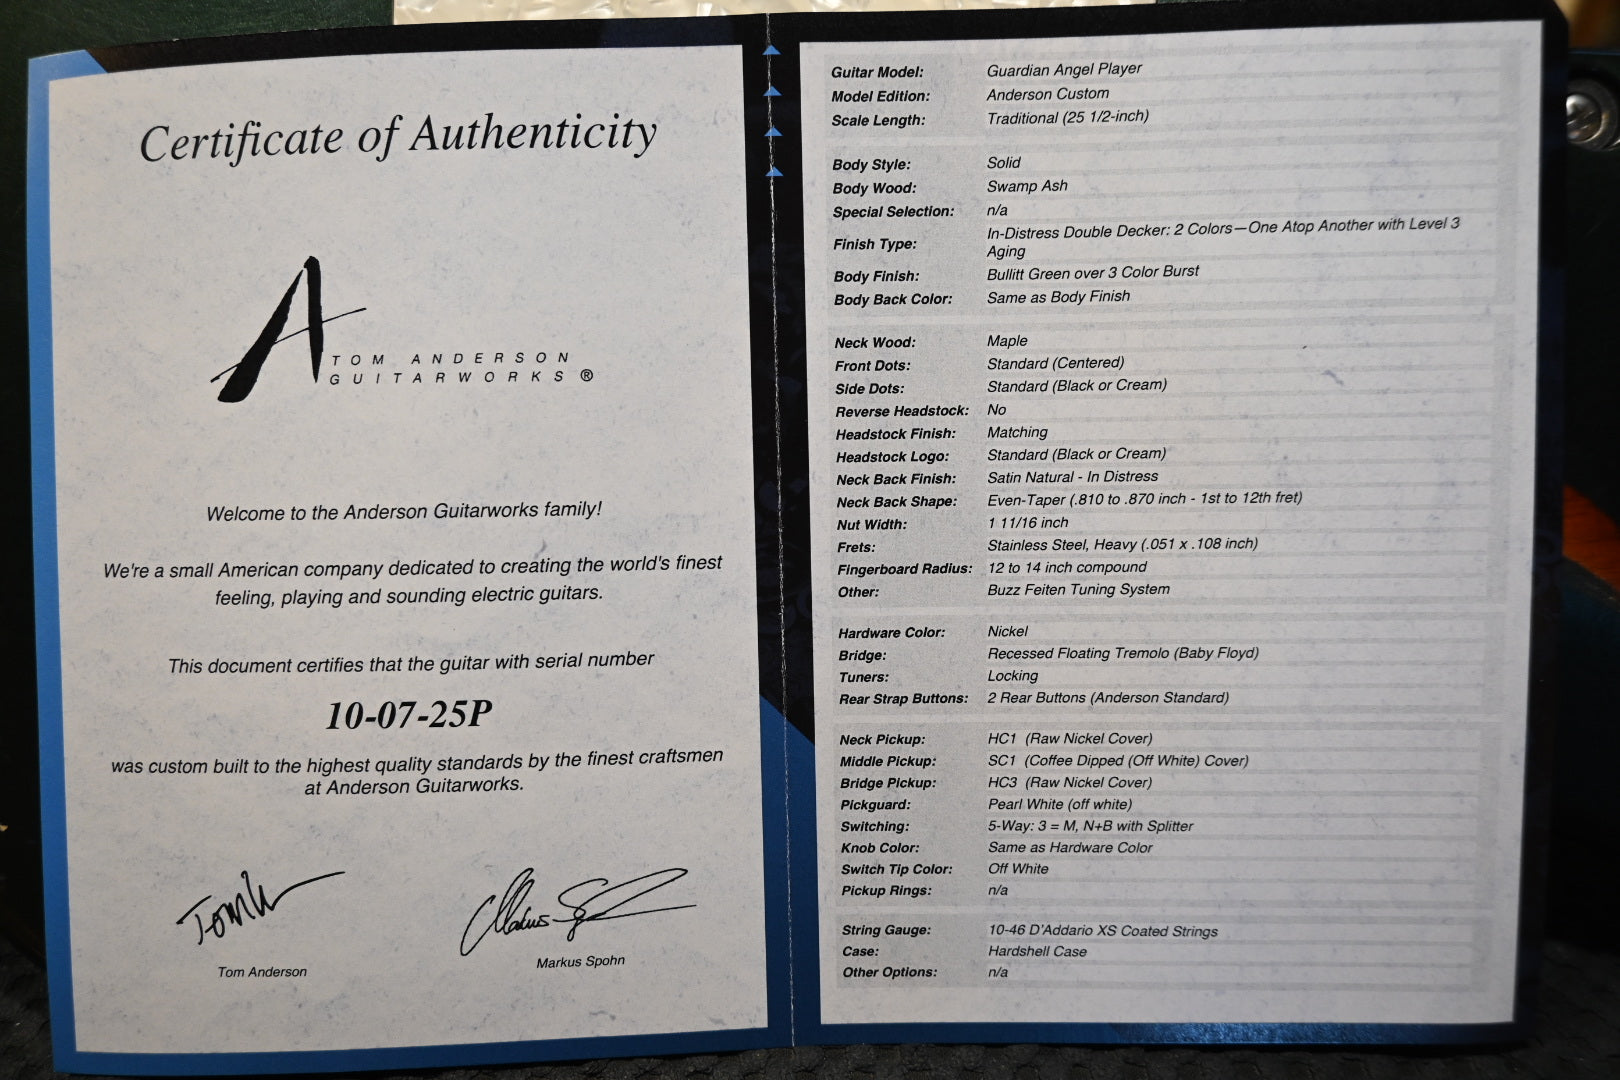 Certificate of Authenticity
TOM ANDERSON
GUITARWORKS ®
Welcome to the Anderson Guitarworks family!
We're a small American company dedicated to creating the world's finest
feeling, playing and sounding electric guitars.
This document certifies that the guitar with serial number
10-07-25P
was custom built to the highest quality standards by the finest craftsmen
at Anderson Guitarworks.
Tom Anderson
Markus Spohn
Guitar Model: Guardian Angel Player
Model Edition: Anderson Custom
Scale Length: Traditional (25 1/2-inch)
Body Style: Solid
Body Wood: Swamp Ash
Special Selection: n/a
Finish Type: In-Distress Double Decker: 2 Colors—One Atop Another with Level 3
Aging
Body Finish: Bullitt Green over 3 Color Burst
Body Back Color: Same as Body Finish
Neck Wood: Maple
Front Dots: Standard (Centered)
Side Dots: Standard (Black or Cream)
Reverse Headstock: No
Headstock Finish: Matching
Headstock Logo: Standard (Black or Cream)
Neck Back Finish: Satin Natural - In Distress
Neck Back Shape: Even-Taper (.810 to .870 inch - 1st to 12th fret)
Nut Width: 1 11/16 inch
Frets: Stainless Steel, Heavy (.051 x .108 inch)
Fingerboard Radius: 12 to 14 inch compound
Other: Buzz Feiten Tuning System
Hardware Color: Nickel
Bridge: Recessed Floating Tremolo (Baby Floyd)
Tuners: Locking
Rear Strap Buttons: 2 Rear Buttons (Anderson Standard)
Neck Pickup: HC1 (Raw Nickel Cover)
Middle Pickup: SC1 (Coffee Dipped (Off White) Cover)
Bridge Pickup: HC3 (Raw Nickel Cover)
Pickguard: Pearl White (off white)
Switching: 5-Way: 3 = M, N+B with Splitter
Knob Color: Same as Hardware Color
Switch Tip Color: Off White
Pickup Rings: n/a
String Gauge: 10-46 D'Addario XS Coated Strings
Case: Hardshell Case
Other Options: n/a